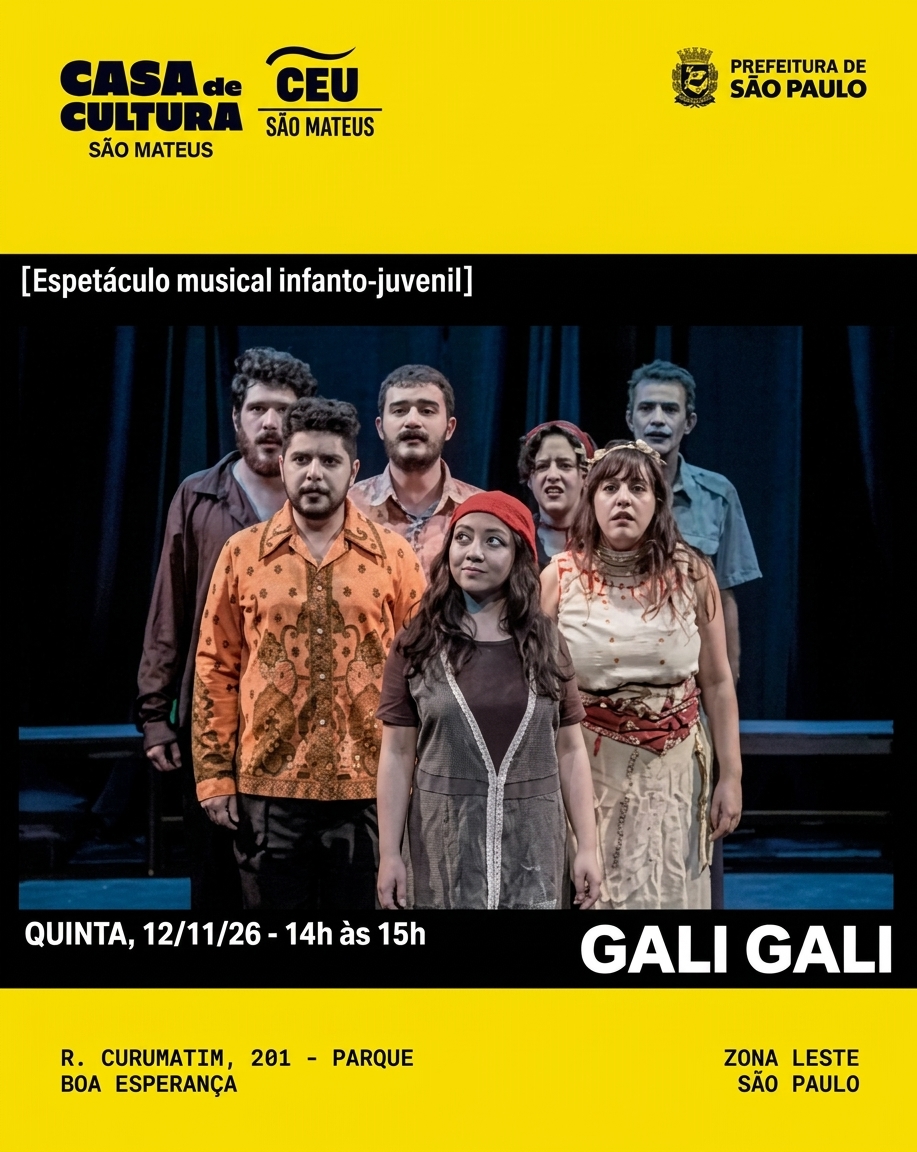 CASA de
CULTURA
SÃO MATEUS
CEU
SÃO MATEUS
PREFEITURA DE
SÃO PAULO
[Espetáculo musical infanto-juvenil]
QUINTA, 12/11/26 - 14h às 15h
GALI GALI
R. CURUMATIM, 201 - PARQUE
BOA ESPERANÇA
ZONA LESTE
SÃO PAULO